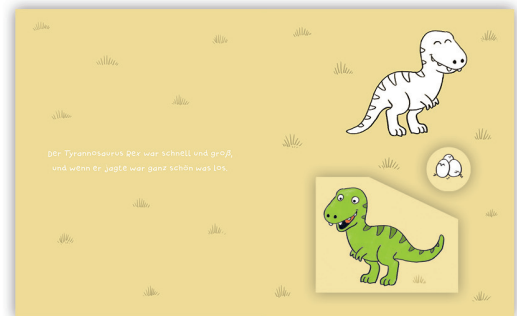 Der Tyrannosaurus Rex war schnell und groß,
und wenn er jagte war ganz schön was los.